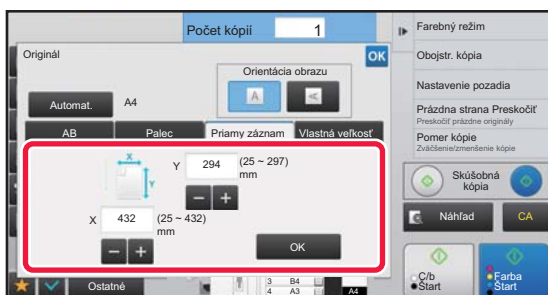 Počet kópií 1
Originál
OK
Orientácia obrazu
A A
Automat. A4
AB Palec Priamy záznam Vlastná veľkosť
X
Y
Y 294 (25 ~ 297)
mm
X 432 (25 ~ 432)
mm
OK
Ostatné
3 B4
4 A3
A4
Farebný režim
Obojstr. kópia
Nastavenie pozadia
Prázdna strana Preskočiť
Preskočiť prázdne originály
Pomer kópie
Zväčšenie/zmenšenie kópie
Skúšobná
kópia
Náhľad CA
Č/b
Štart
Farba
Štart